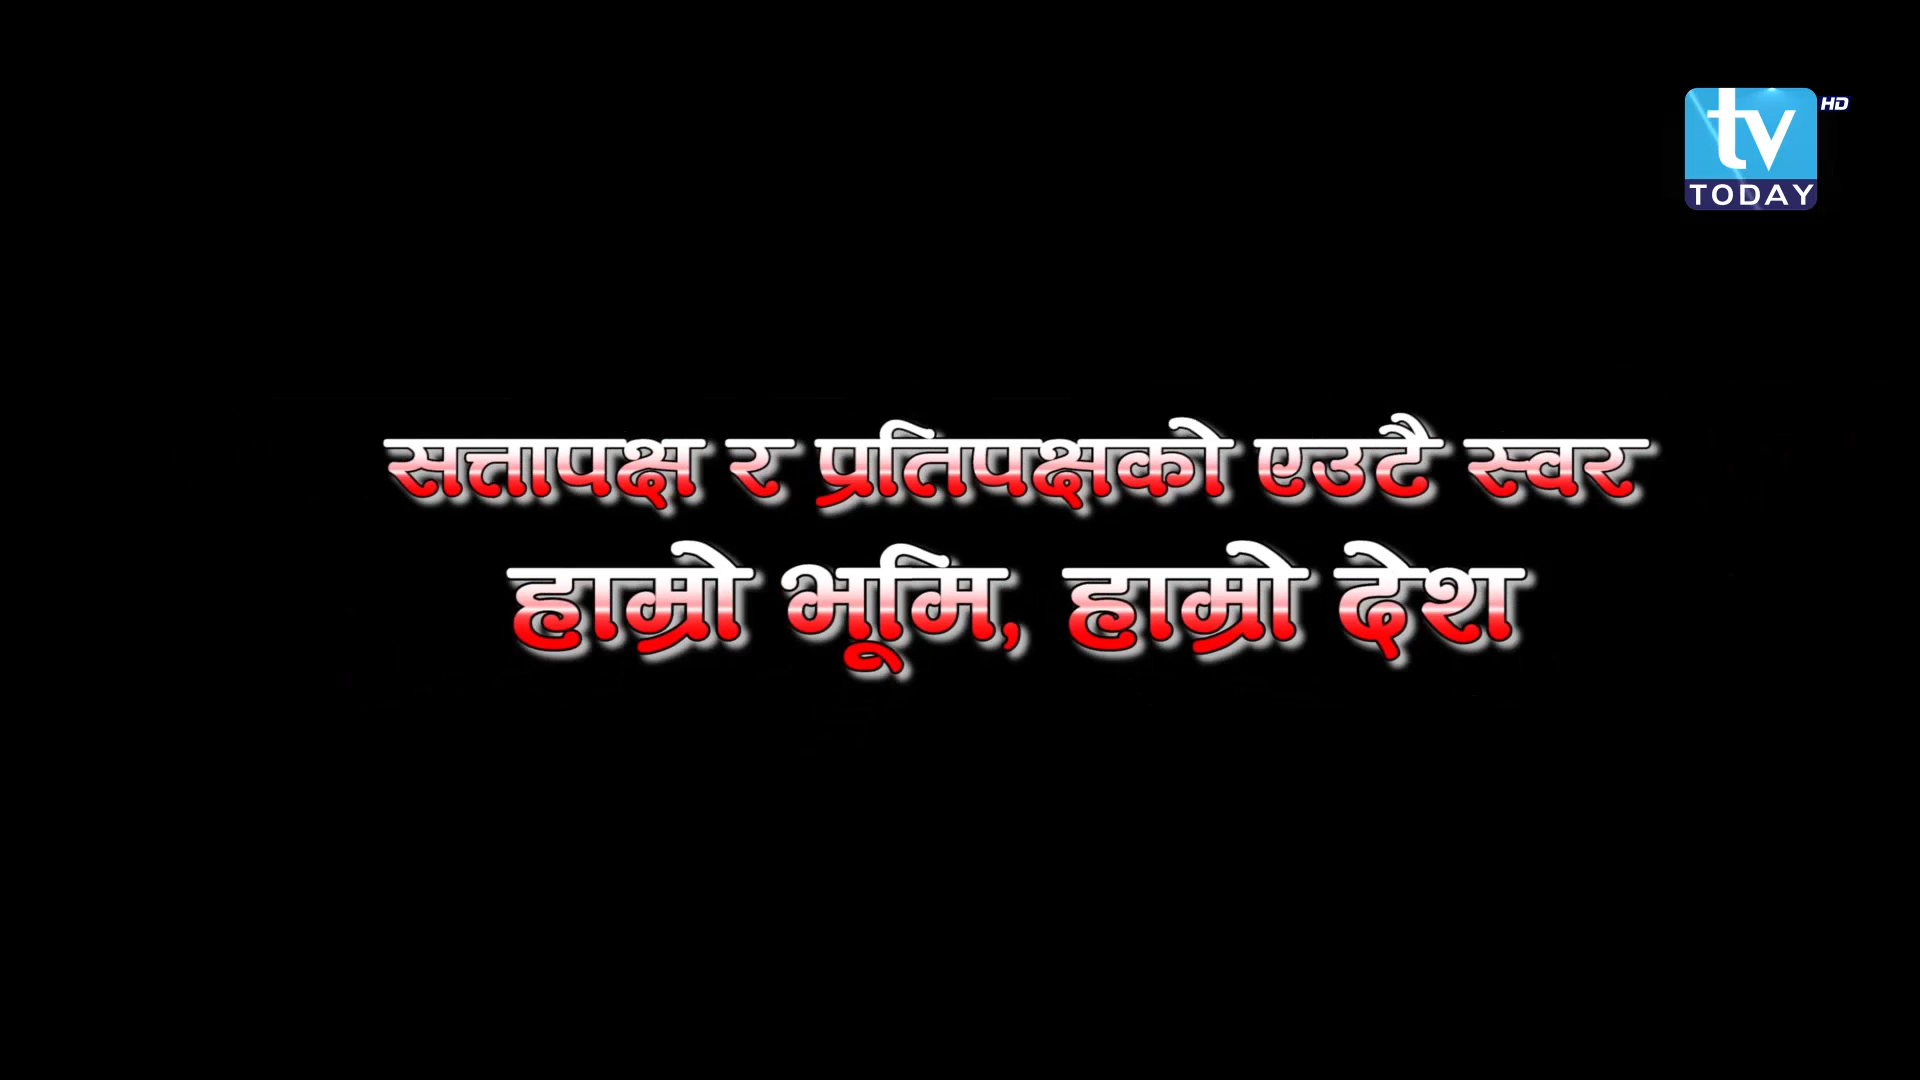 tv HD
TODAY
सत्तापक्ष र प्रतिपक्षको एउटै स्वर
हाम्रो भूमि, हाम्रो देश